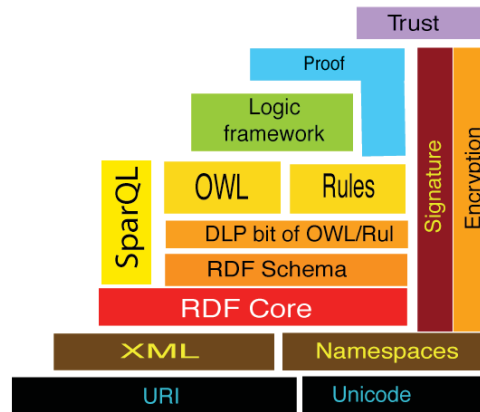 Trust
Proof
Logic
framework
Signature
Encryption
SparQL
OWL
Rules
DLP bit of OWL/Rul
RDF Schema
RDF Core
XML
Namespaces
URI
Unicode